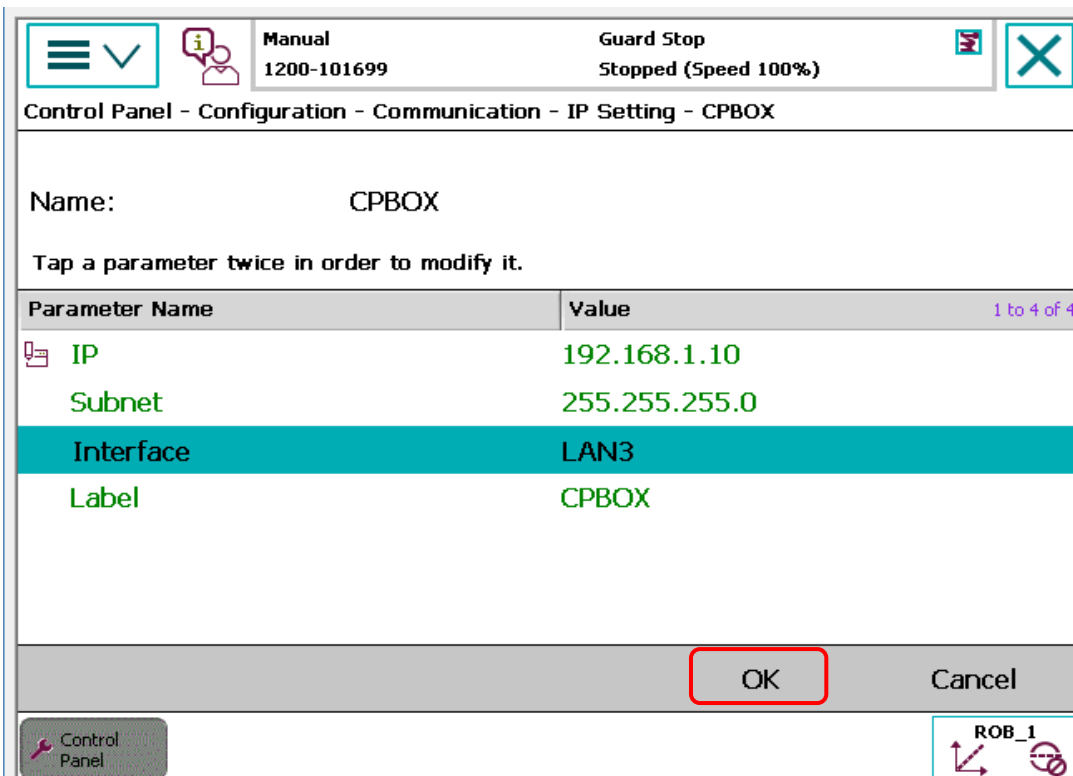 Manual Guard Stop
1200-101699 Stopped (Speed 100%)
Control Panel - Configuration - Communication - IP Setting - CPBOX
Name: CPBOX
Tap a parameter twice in order to modify it.
Parameter Name Value 1 to 4 of 4
IP 192.168.1.10
Subnet 255.255.255.0
Interface LAN3
Label CPBOX
OK Cancel
Control
Panel
ROB_1